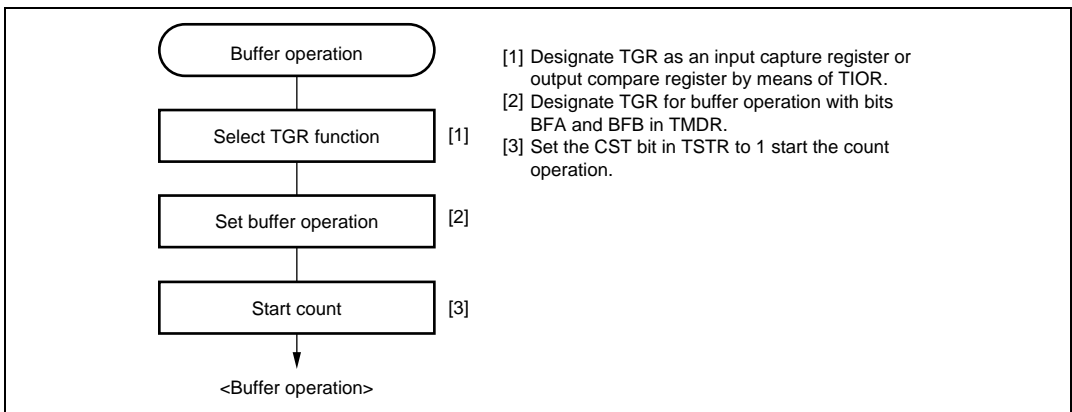 Buffer operation
Select TGR function
[1]
Set buffer operation
[2]
Start count
[3]
<Buffer operation>
[1] Designate TGR as an input capture register or
output compare register by means of TIOR.
[2] Designate TGR for buffer operation with bits
BFA and BFB in TMDR.
[3] Set the CST bit in TSTR to 1 start the count
operation.